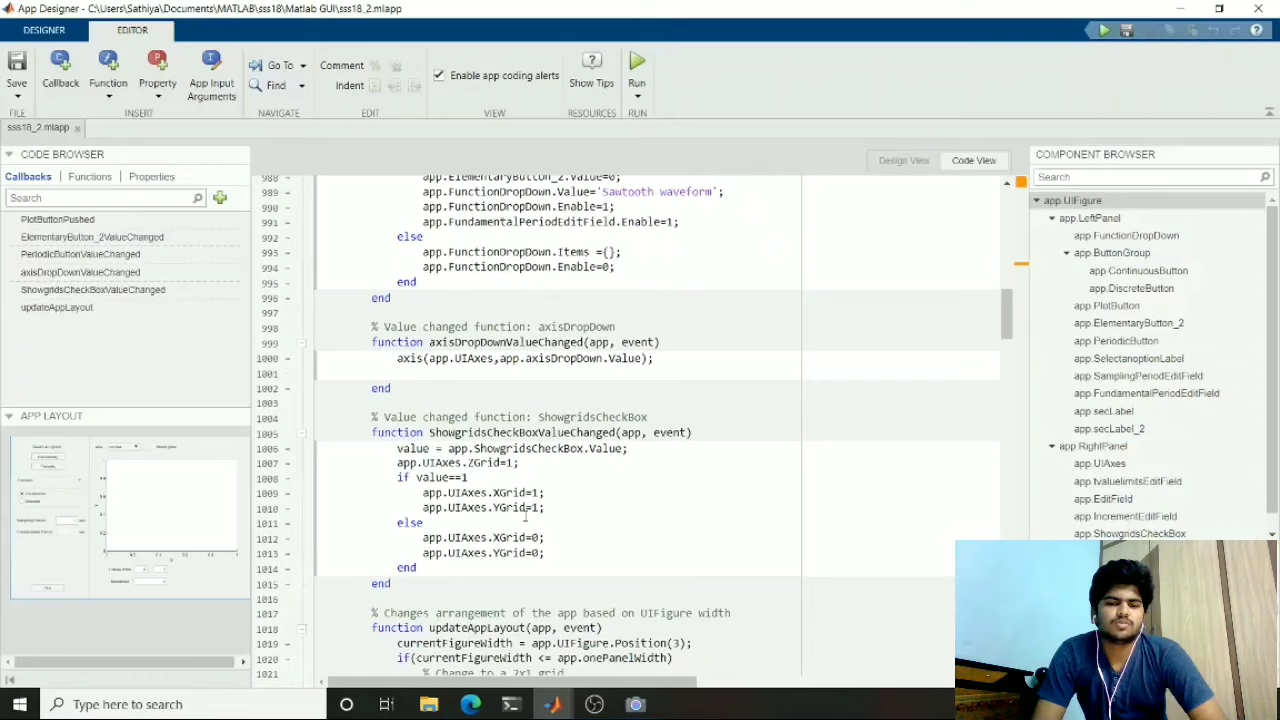 App Designer - C:\Users\Sathiya\Documents\MATLAB\sss18\Matlab GUI\sss18_2.mlapp
DESIGNER
EDITOR
Save
Callback
Function
Property
App Input
Arguments
Go To
Find
Comment
Indent
Enable app coding alerts
Show Tips
Run
FILE
INSERT
NAVIGATE
EDIT
VIEW
RESOURCES
RUN
sss18_2.mlapp
CODE BROWSER
Callbacks
Functions
Properties
Search
PlotButtonPushed
ElementaryButton_2ValueChanged
PeriodicButtonValueChanged
axisDropDownValueChanged
ShowgridsCheckBoxValueChanged
updateAppLayout
APP LAYOUT
Design View
Code View
988 app.ElementaryButton_2.Value=0;
989 app.FunctionDropDown.Value='Sawtooth waveform';
990 app.FunctionDropDown.Enable=1;
991 app.FundamentalPeriodEditField.Enable=1;
992 else
993 app.FunctionDropDown.Items ={};
994 app.FunctionDropDown.Enable=0;
995 end
996 end
997
998 % Value changed function: axisDropDown
999 function axisDropDownValueChanged(app, event)
1000 axis(app.UIAxes,app.axisDropDown.Value);
1001
1002 end
1003
1004 % Value changed function: ShowgridsCheckBox
1005 function ShowgridsCheckBoxValueChanged(app, event)
1006 value = app.ShowgridsCheckBox.Value;
1007 app.UIAxes.ZGrid=1;
1008 if value==1
1009 app.UIAxes.XGrid=1;
1010 app.UIAxes.YGrid=1;
1011 else
1012 app.UIAxes.XGrid=0;
1013 app.UIAxes.YGrid=0;
1014 end
1015 end
1016
1017 % Changes arrangement of the app based on UIFigure width
1018 function updateAppLayout(app, event)
1019 currentFigureWidth = app.UIFigure.Position(3);
1020 if(currentFigureWidth <= app.onePanelWidth)
1021 % Change to a 2x1 grid
COMPONENT BROWSER
Search
app.UIFigure
app.LeftPanel
app.FunctionDropDown
app.ButtonGroup
app.ContinuousButton
app.DiscreteButton
app.PlotButton
app.ElementaryButton_2
app.PeriodicButton
app.SelectanoptionLabel
app.SamplingPeriodEditField
app.FundamentalPeriodEditField
app.secLabel
app.secLabel_2
app.RightPanel
app.UIAxes
app.tvaluelimitsEditField
app.EditField
app.IncrementEditField
app.ShowgridsCheckBox
Type here to search